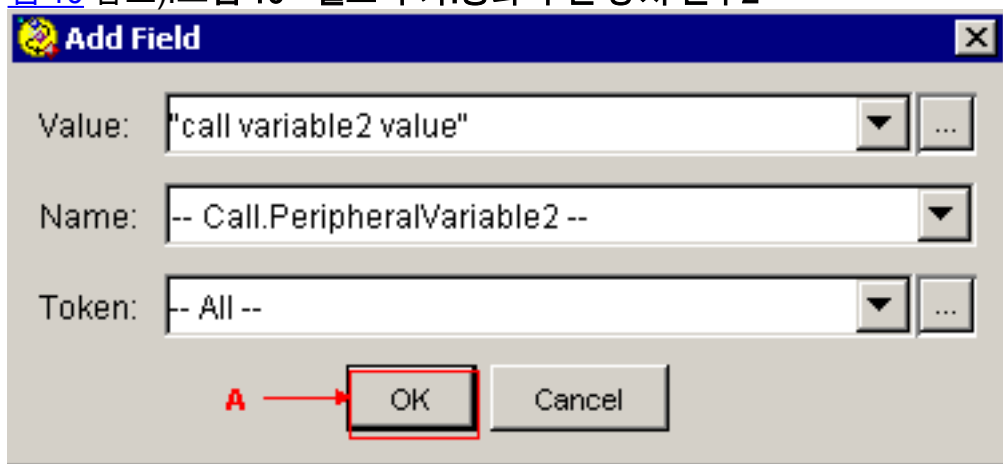 Add Field
Value: "call variable2 value" ...
Name: -- Call.PeripheralVariable2 --
Token: -- All -- ...
A OK Cancel